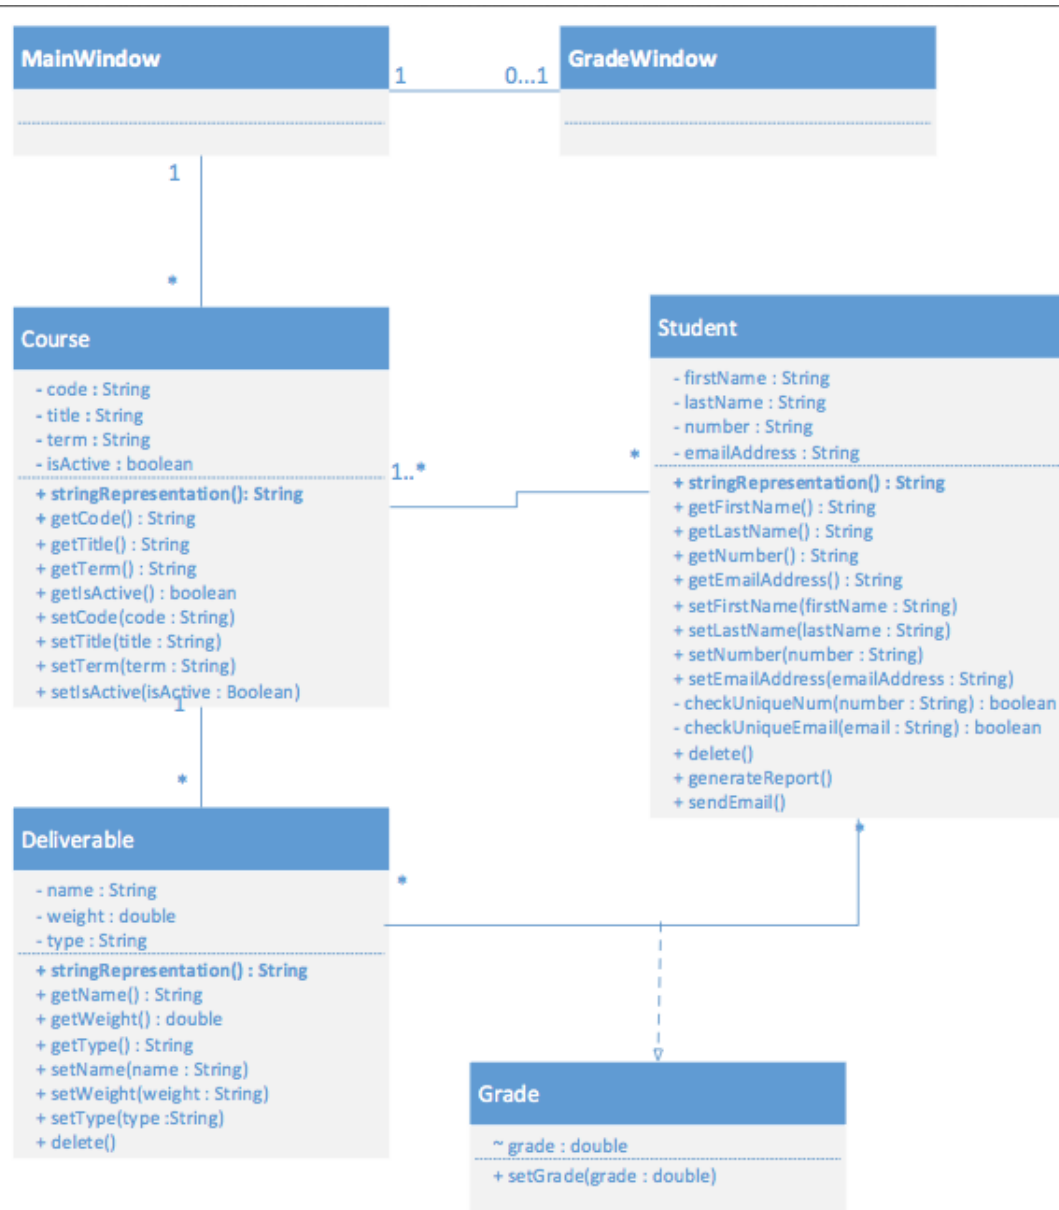 MainWindow
1
0...1
GradeWindow
1
*
Course
- code : String
- title : String
- term : String
- isActive : boolean
+ stringRepresentation(): String
+ getCode() : String
+ getTitle() : String
+ getTerm() : String
+ getIsActive() : boolean
+ setCode(code : String)
+ setTitle(title : String)
+ setTerm(term : String)
+ setIsActive(isActive : Boolean)
1..*
*
Student
- firstName : String
- lastName : String
- number : String
- emailAddress : String
+ stringRepresentation() : String
+ getFirstName() : String
+ getLastName() : String
+ getNumber() : String
+ getEmailAddress() : String
+ setFirstName(firstName : String)
+ setLastName(lastName : String)
+ setNumber(number : String)
+ setEmailAddress(emailAddress : String)
- checkUniqueNum(number : String) : boolean
- checkUniqueEmail(email : String) : boolean
+ delete()
+ generateReport()
+ sendEmail()
1
*
Deliverable
- name : String
- weight : double
- type : String
+ stringRepresentation() : String
+ getName() : String
+ getWeight() : double
+ getType() : String
+ setName(name : String)
+ setWeight(weight : String)
+ setType(type :String)
+ delete()
*
*
Grade
~ grade : double
+ setGrade(grade : double)